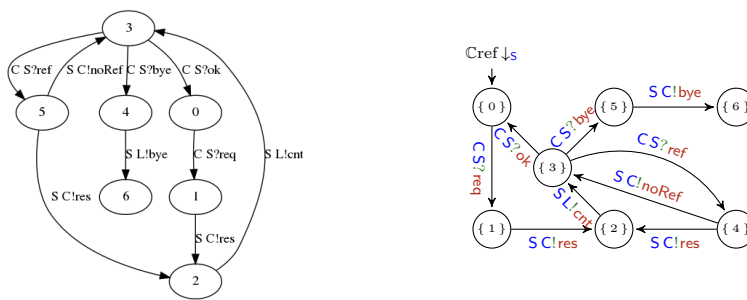 3
C S?ref
S C!noRef
C S?bye
C S?ok
5
4
0
S L!bye
C S?req
S L!cnt
6
1
S C!res
S C!res
2
ℂref ↓S
{ 0 }
{ 5 }
{ 6 }
S C!bye
C S?bye
C S?ok
C S?ref
{ 3 }
C S?req
S C!noRef
S L!cnt
{ 1 }
{ 2 }
{ 4 }
S C!res
S C!res